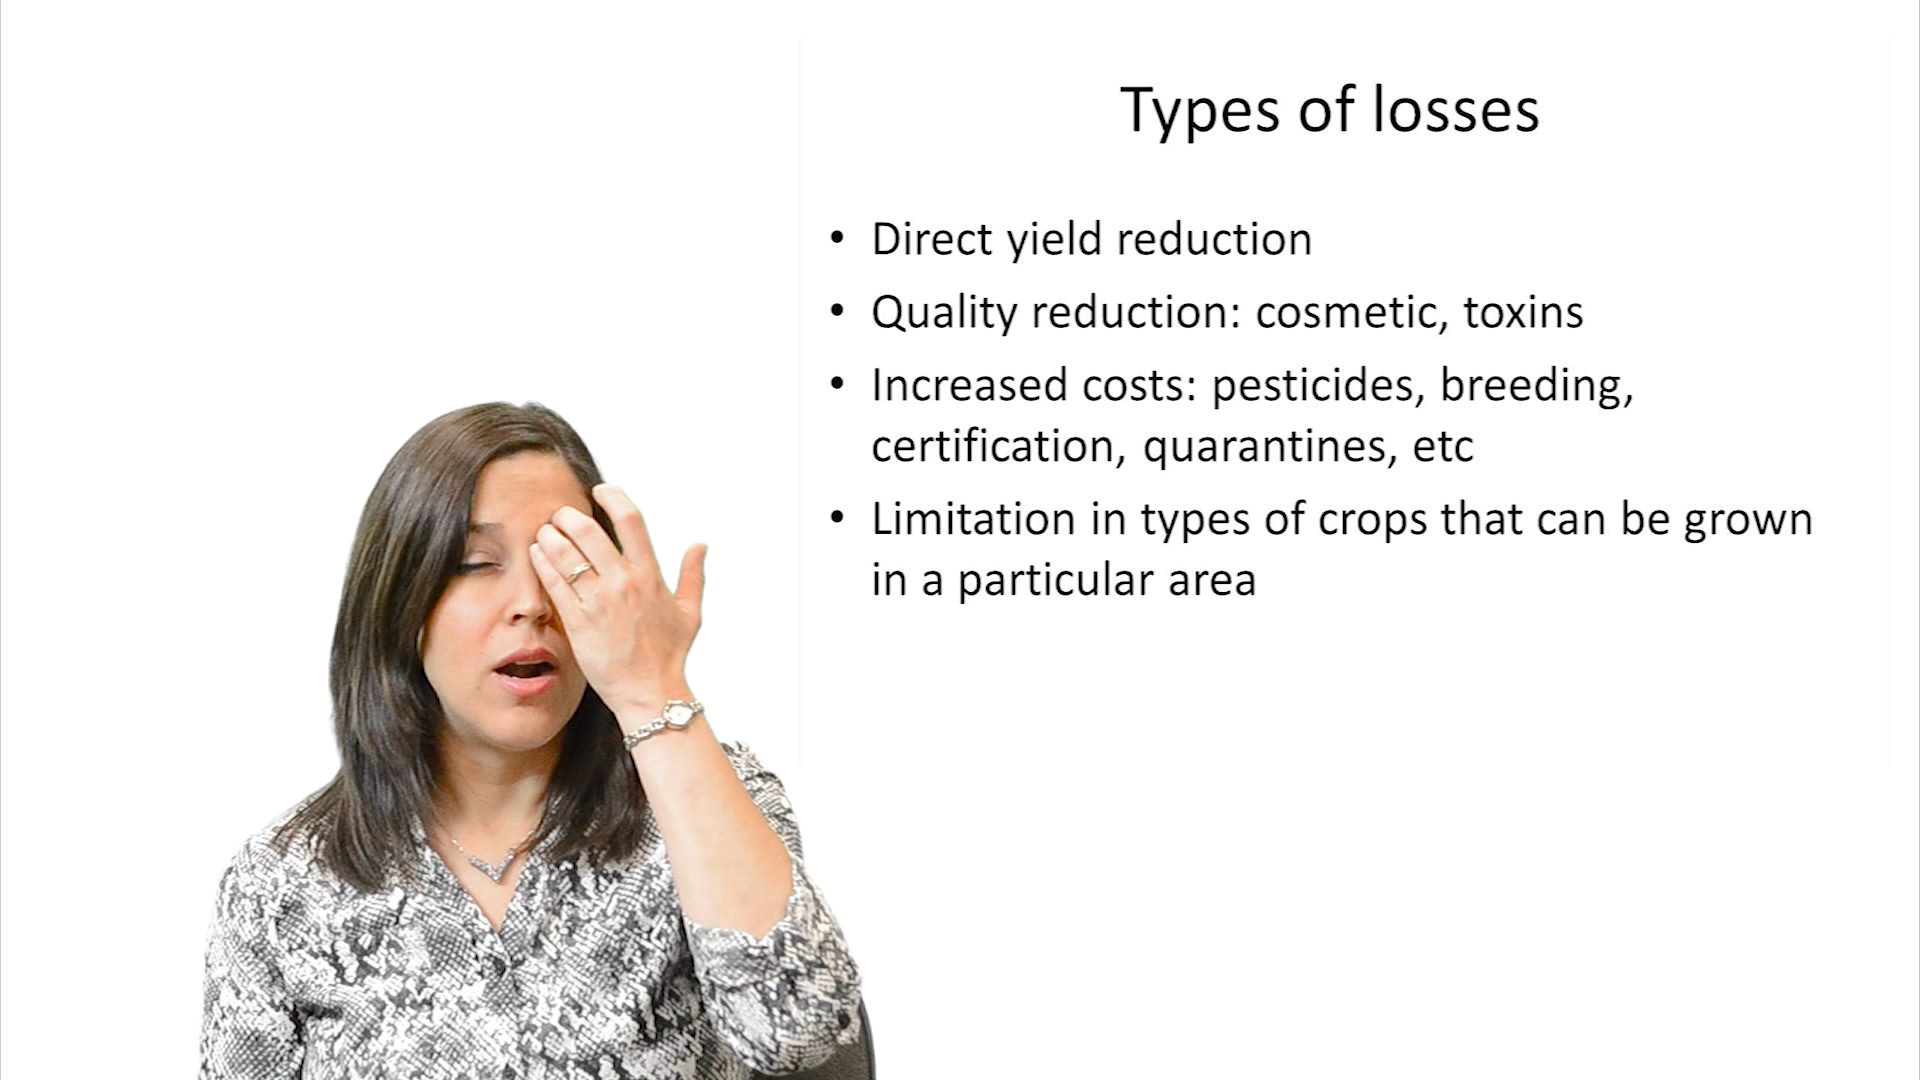 Types of losses
• Direct yield reduction
• Quality reduction: cosmetic, toxins
• Increased costs: pesticides, breeding,
certification, quarantines, etc
• Limitation in types of crops that can be grown
in a particular area